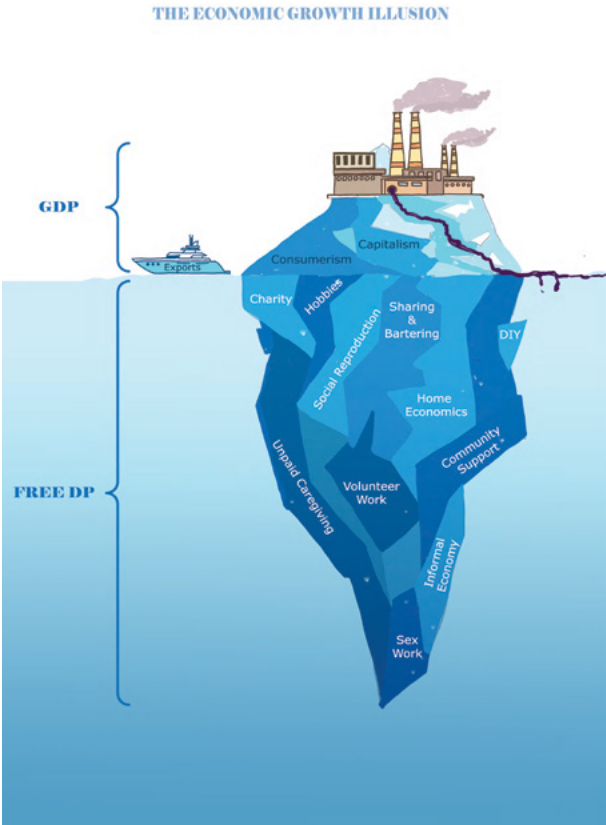 THE ECONOMIC GROWTH ILLUSION
GDP
Exports
Consumerism
Capitalism
Charity
Hobbies
Social Reproduction
Sharing
&
Bartering
DIY
Home
Economics
Community
Support
Unpaid Caregiving
Volunteer
Work
FREE DP
Informal
Economy
Sex
Work